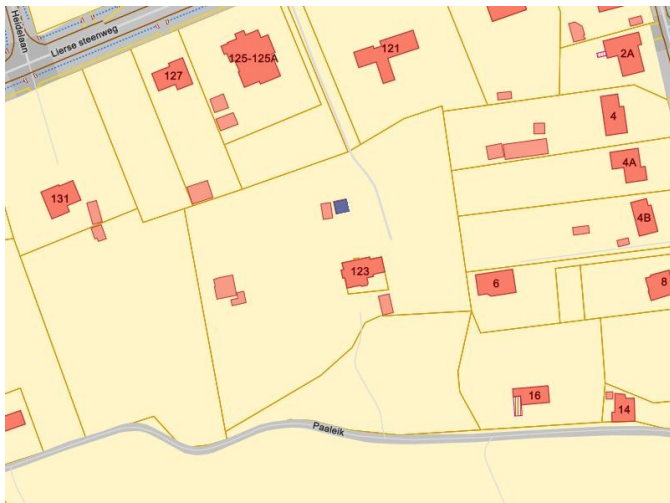 Heidelaan
Lierse steenweg
121
2A
125-125A
127
4
4A
131
4B
123
6
8
16
14
Paaleik